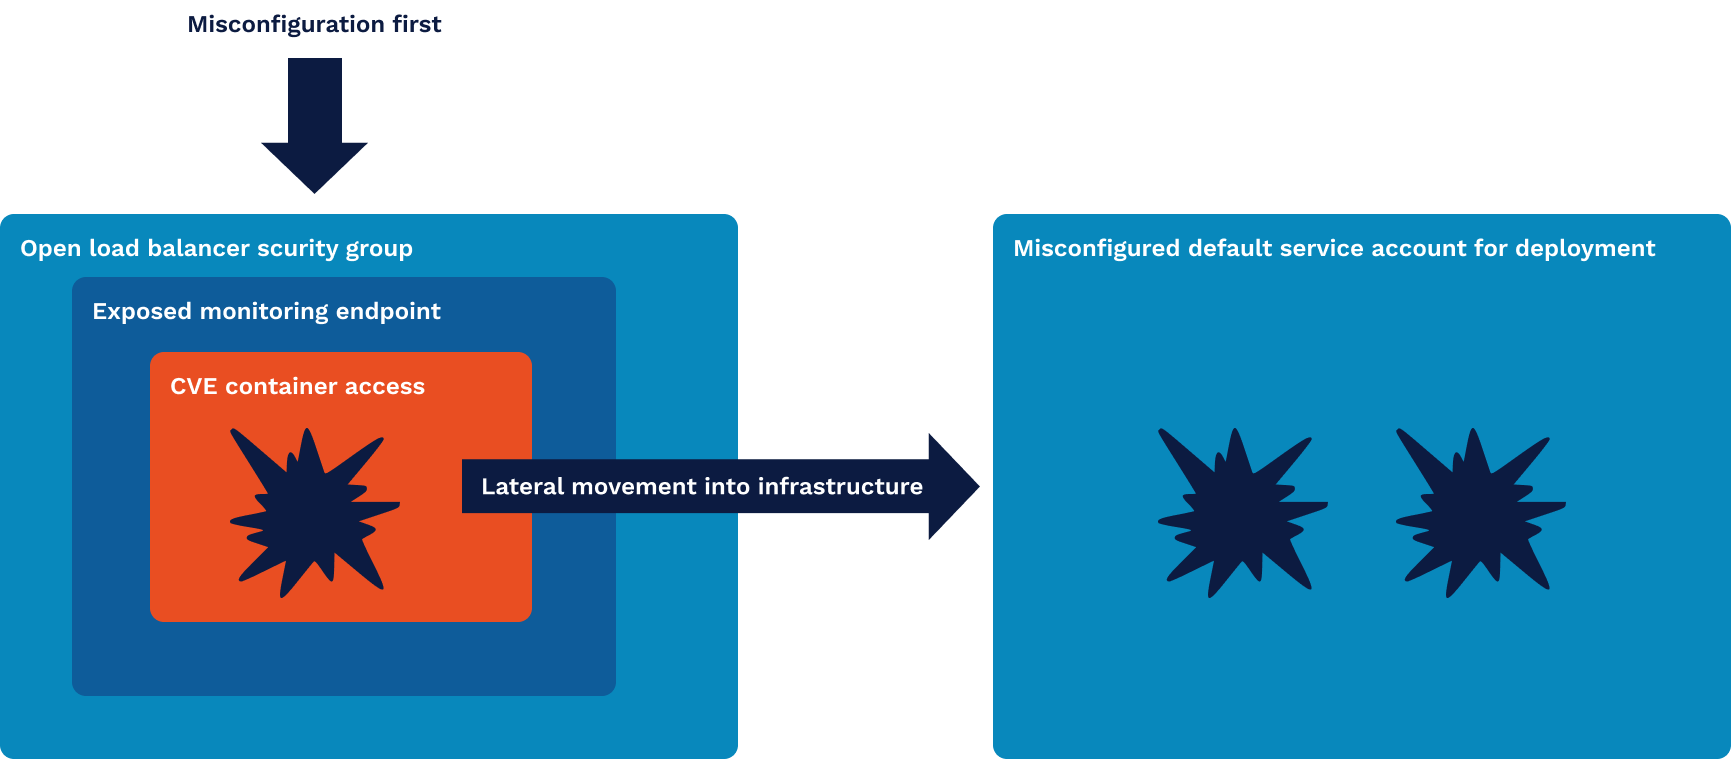 Misconfiguration first
Open load balancer scurity group
Misconfigured default service account for deployment
Exposed monitoring endpoint
CVE container access
Lateral movement into infrastructure